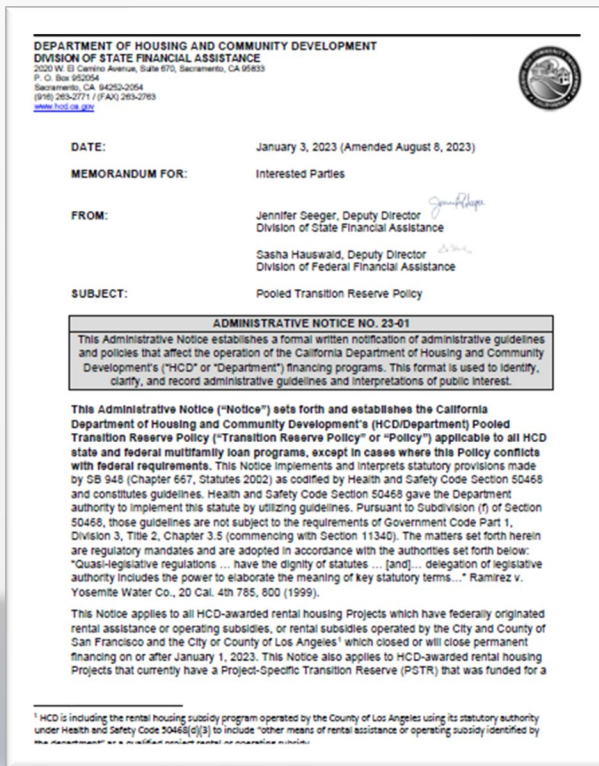 DEPARTMENT OF HOUSING AND COMMUNITY DEVELOPMENT
DIVISION OF STATE FINANCIAL ASSISTANCE
2020 W. El Camino Avenue, Suite 670, Sacramento, CA 95833
P. O. Box 952054
Sacramento, CA 94252-2054
(916) 263-2771 / (FAX) 263-2763
www.hcd.ca.gov
DATE: January 3, 2023 (Amended August 8, 2023)
MEMORANDUM FOR: Interested Parties
FROM: Jennifer Seeger, Deputy Director
Division of State Financial Assistance
Sasha Hauswald, Deputy Director
Division of Federal Financial Assistance
SUBJECT: Pooled Transition Reserve Policy
ADMINISTRATIVE NOTICE NO. 23-01
This Administrative Notice establishes a formal written notification of administrative guidelines
and policies that affect the operation of the California Department of Housing and Community
Development's ("HCD" or "Department") financing programs. This format is used to identify,
clarify, and record administrative guidelines and interpretations of public interest.
This Administrative Notice ("Notice") sets forth and establishes the California
Department of Housing and Community Development's (HCD/Department) Pooled
Transition Reserve Policy ("Transition Reserve Policy" or "Policy") applicable to all HCD
state and federal multifamily loan programs, except in cases where this Policy conflicts
with federal requirements. This Notice implements and interprets statutory provisions made
by SB 948 (Chapter 667, Statutes 2002) as codified by Health and Safety Code Section 50468
and constitutes guidelines. Health and Safety Code Section 50468 gave the Department
authority to implement this statute by utilizing guidelines. Pursuant to Subdivision (f) of Section
50468, those guidelines are not subject to the requirements of Government Code Part 1,
Division 3, Title 2, Chapter 3.5 (commencing with Section 11340). The matters set forth herein
are regulatory mandates and are adopted in accordance with the authorities set forth below:
"Quasi-legislative regulations ... have the dignity of statutes ... [and]... delegation of legislative
authority includes the power to elaborate the meaning of key statutory terms..." Ramirez v.
Yosemite Water Co., 20 Cal. 4th 785, 800 (1999).
This Notice applies to all HCD-awarded rental housing Projects which have federally originated
rental assistance or operating subsidies, or rental subsidies operated by the City and County of
San Francisco and the City or County of Los Angeles¹ which closed or will close permanent
financing on or after January 1, 2023. This Notice also applies to HCD-awarded rental housing
Projects that currently have a Project-Specific Transition Reserve (PSTR) that was funded for a
¹ HCD is including the rental housing subsidy program operated by the County of Los Angeles using its statutory authority
under Health and Safety Code 50468(d)(3) to include "other means of rental assistance or operating subsidy identified by
the department" as a qualified project rental or operating subsidy.